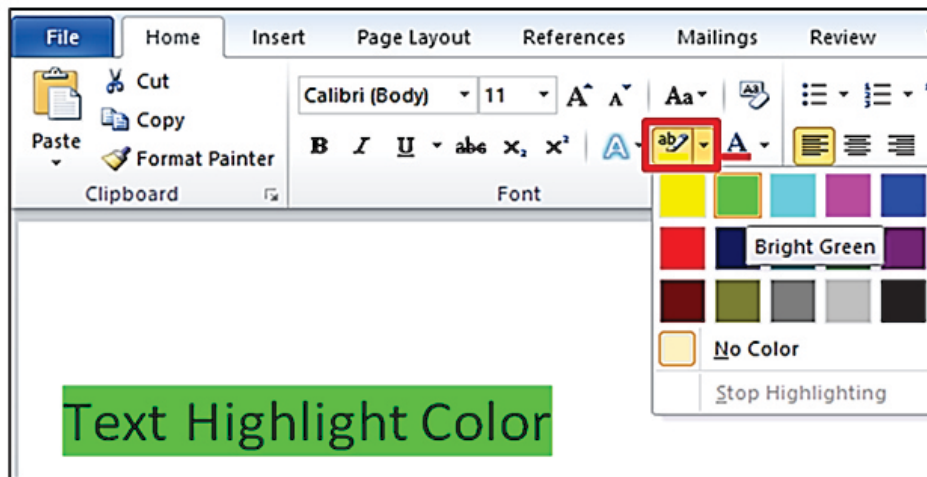 File Home Insert Page Layout References Mailings Review
Cut
Calibri (Body) 11 A A Aa
Copy
Paste
Format Painter
B I U abc x₂ x² A ab A
Clipboard Font
Bright Green
No Color
Stop Highlighting
Text Highlight Color